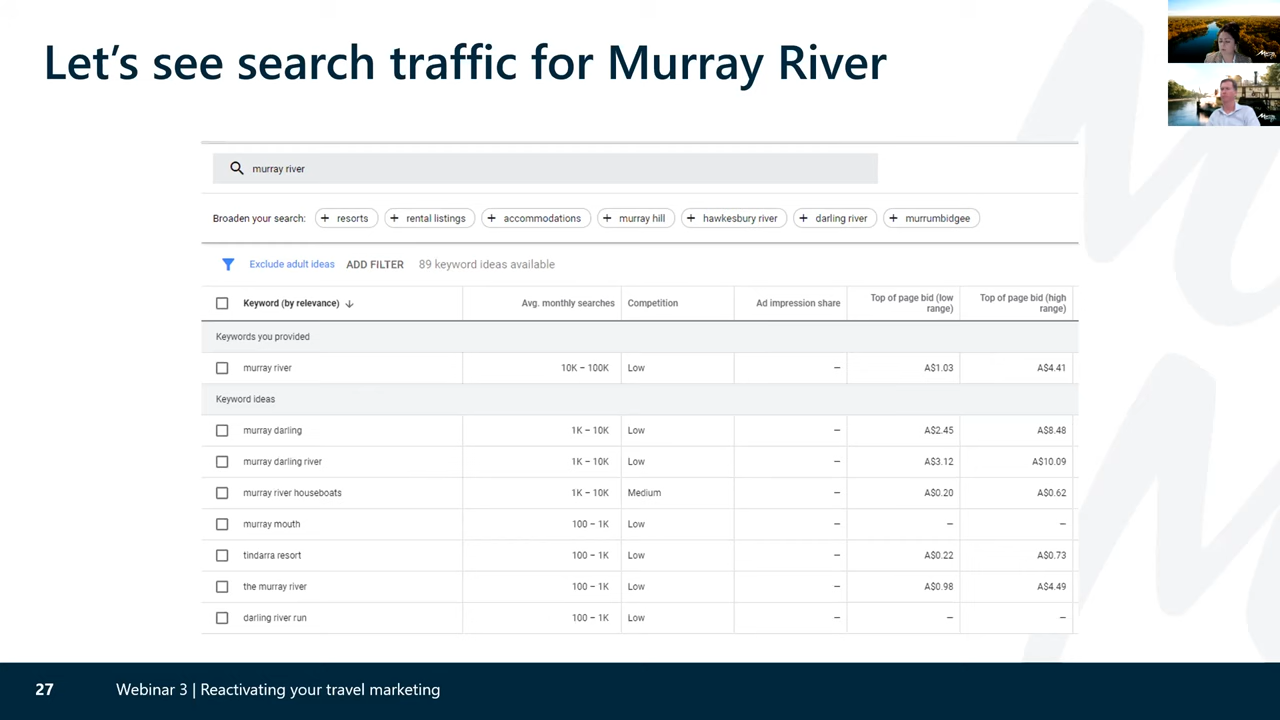 Let's see search traffic for Murray River
murray river
Broaden your search: + resorts + rental listings + accommodations + murray hill + hawkesbury river + darling river + murrumbidgee
Exclude adult ideas ADD FILTER 89 keyword ideas available
Keyword (by relevance) ↓ Avg. monthly searches Competition Ad impression share Top of page bid (low range) Top of page bid (high range)
Keywords you provided
murray river 10K – 100K Low – A$1.03 A$4.41
Keyword ideas
murray darling 1K – 10K Low – A$2.45 A$8.48
murray darling river 1K – 10K Low – A$3.12 A$10.09
murray river houseboats 1K – 10K Medium – A$0.20 A$0.62
murray mouth 100 – 1K Low – – –
tindarra resort 100 – 1K Low – A$0.22 A$0.73
the murray river 100 – 1K Low – A$0.98 A$4.49
darling river run 100 – 1K Low – – –
27 Webinar 3 | Reactivating your travel marketing